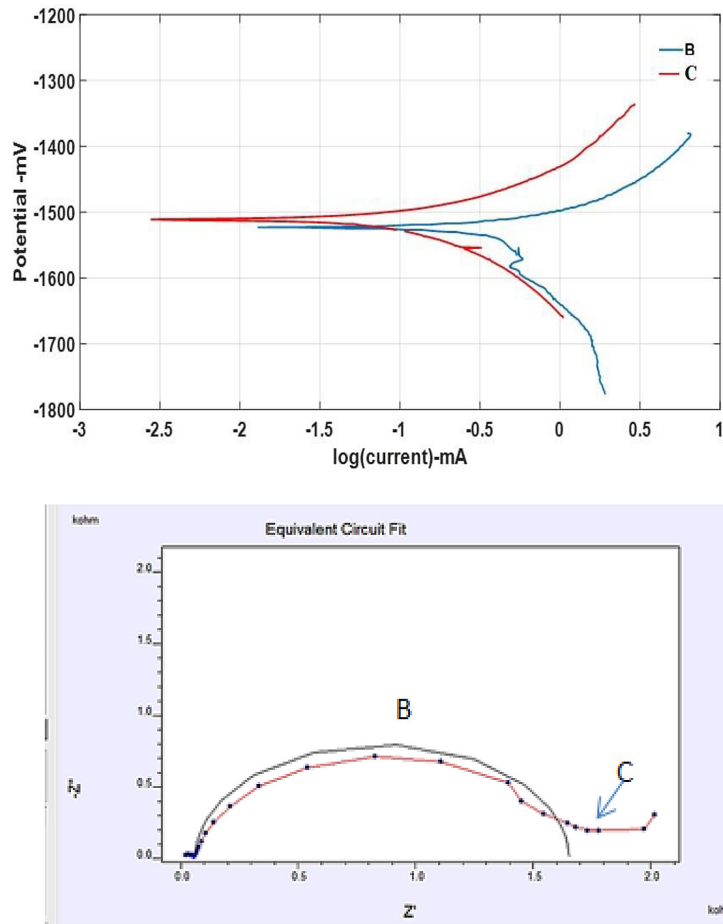 -1200
-1300
-1400
-1500
-1600
-1700
-1800
Potential -mV
B
C
-3 -2.5 -2 -1.5 -1 -0.5 0 0.5 1
log(current)-mA
kohm
Equivalent Circuit Fit
2.0
1.5
1.0
0.5
0.0
-Z''
B
C
0.0 0.5 1.0 1.5 2.0
Z'